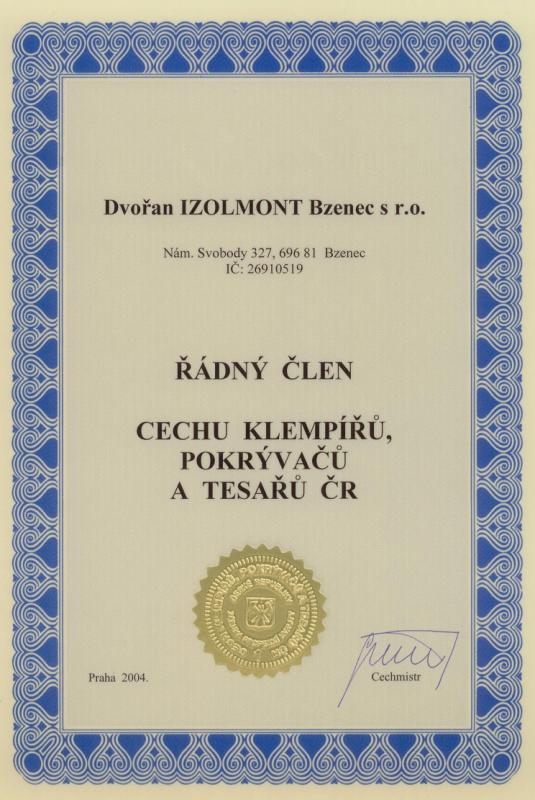 Dvořan IZOLMONT Bzenec s r.o.
Nám. Svobody 327, 696 81 Bzenec
IČ: 26910519
ŘÁDNÝ ČLEN
CECHU KLEMPÍŘŮ,
POKRÝVAČŮ
A TESAŘŮ ČR
Praha 2004.
Cechmistr